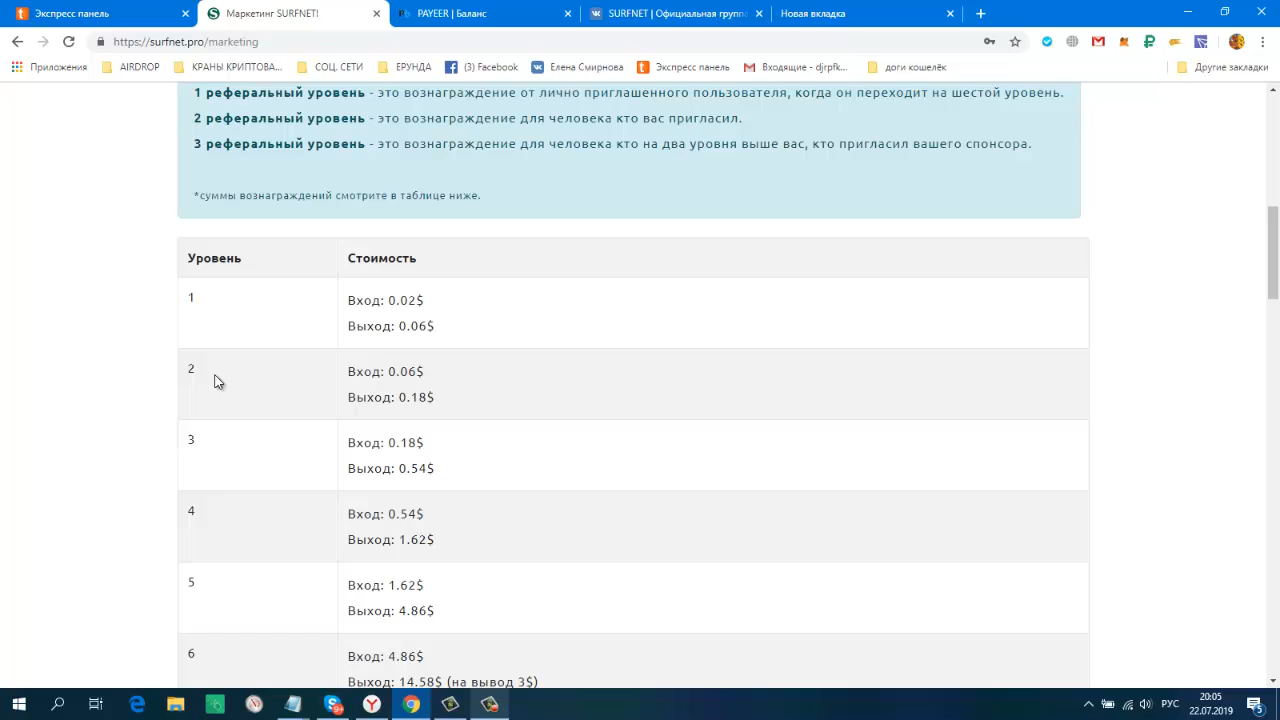 Экспресс панель
Маркетинг SURFNET!
PAYEER | Баланс
SURFNET | Официальная группа
Новая вкладка
https://surfnet.pro/marketing
Приложения
AIRDROP
КРАНЫ КРИПТОВА...
СОЦ. СЕТИ
ЕРУНДА
(3) Facebook
Елена Смирнова
Экспресс панель
Входящие - djrpfk...
доги кошелёк
Другие закладки
1 реферальный уровень - это вознаграждение от лично приглашенного пользователя, когда он переходит на шестой уровень.
2 реферальный уровень - это вознаграждение для человека кто вас пригласил.
3 реферальный уровень - это вознаграждение для человека кто на два уровня выше вас, кто пригласил вашего спонсора.
*суммы вознаграждений смотрите в таблице ниже.
Уровень Стоимость
1 Вход: 0.02$
Выход: 0.06$
2 Вход: 0.06$
Выход: 0.18$
3 Вход: 0.18$
Выход: 0.54$
4 Вход: 0.54$
Выход: 1.62$
5 Вход: 1.62$
Выход: 4.86$
6 Вход: 4.86$
Выход: 14.58$ (на вывод 3$)
РУС
20:05
22.07.2019